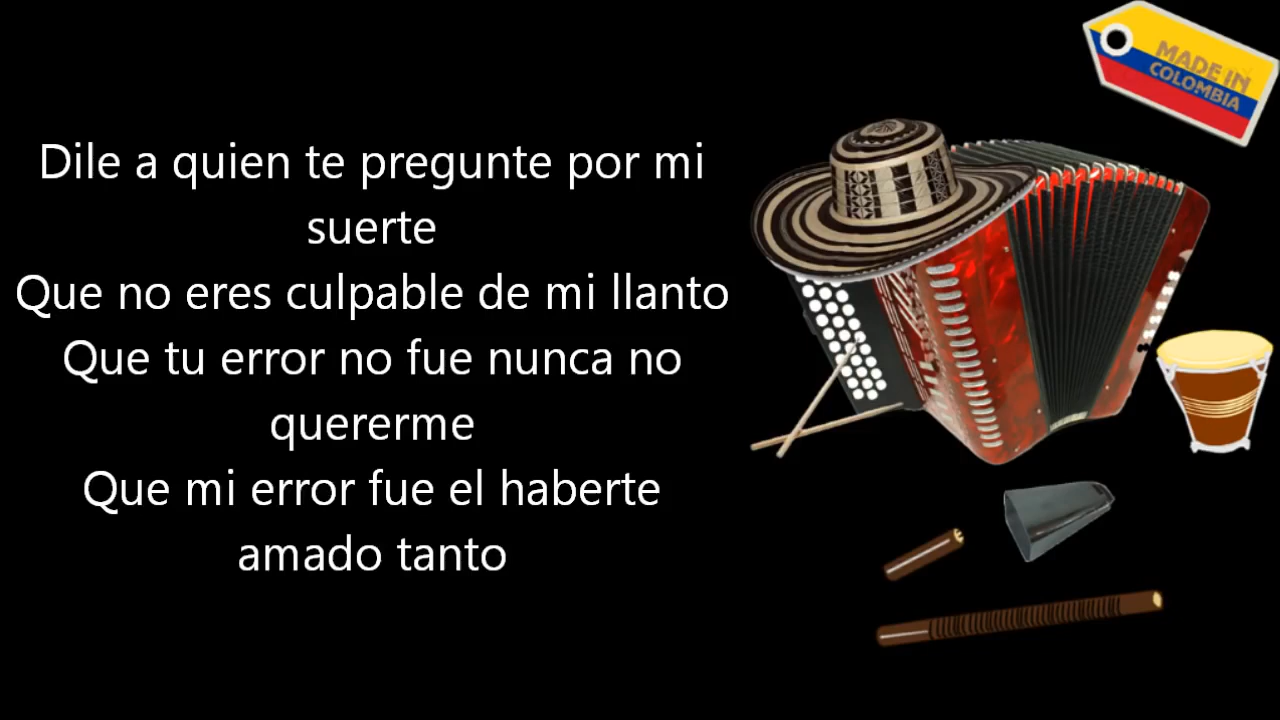 Dile a quien te pregunte por mi
suerte
Que no eres culpable de mi llanto
Que tu error no fue nunca no
quererme
Que mi error fue el haberte
amado tanto
MADE IN
COLOMBIA